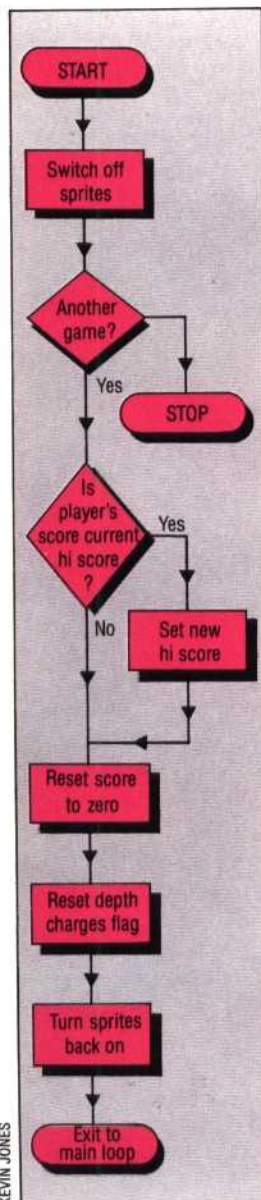 START
Switch off
sprites
Another
game?
Yes
STOP
Is
player's
score current
hi score
?
Yes
No
Set new
hi score
Reset score
to zero
Reset depth
charges flag
Turn sprites
back on
Exit to
main loop
KEVIN JONES